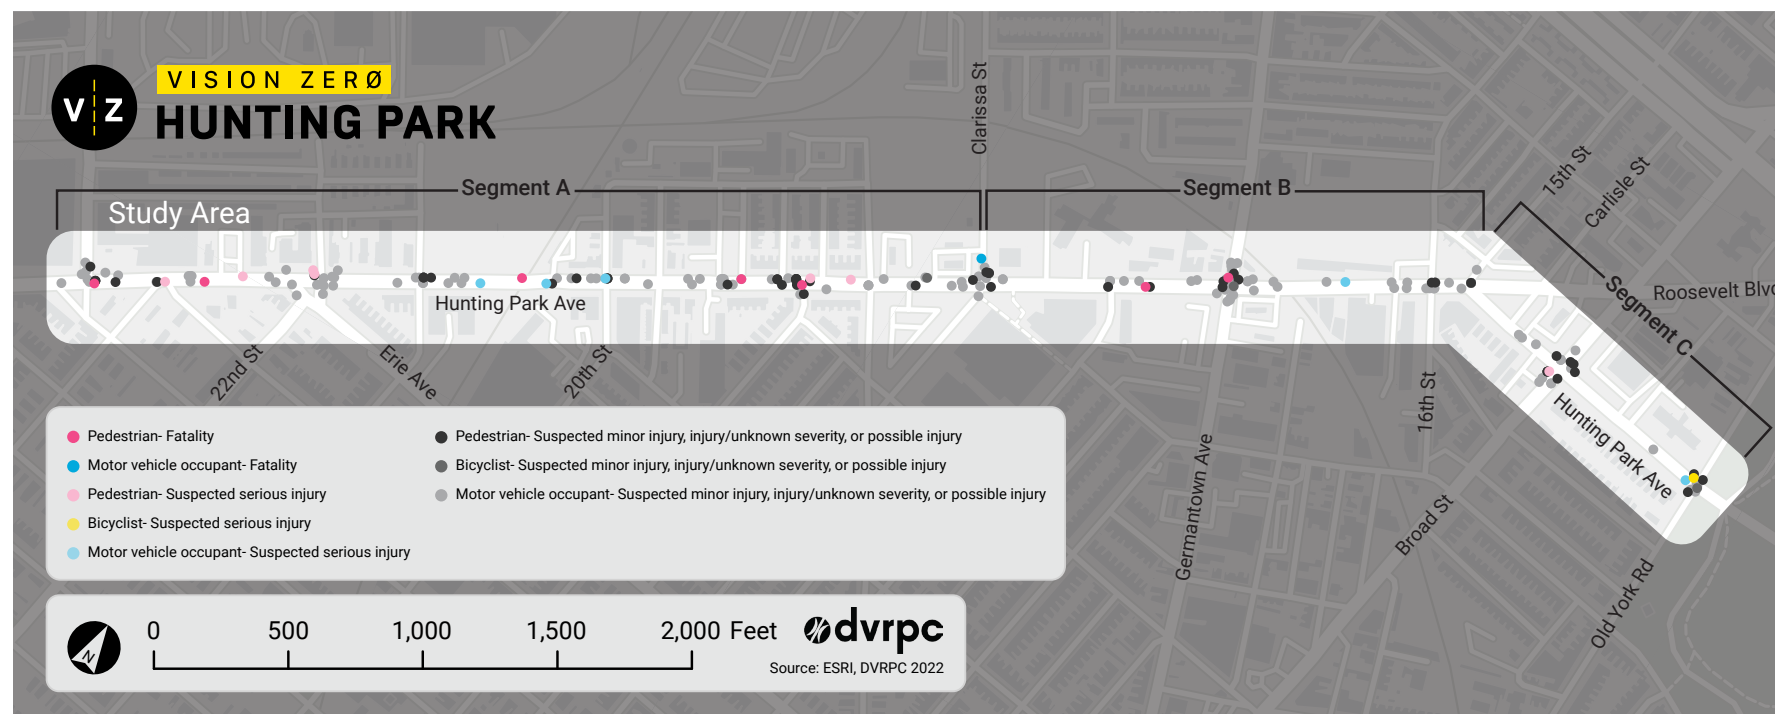 V Z
VISION ZERØ
HUNTING PARK
Clarissa St
15th St
Carlisle St
Segment A
Segment B
Study Area
Segment C
Roosevelt Blvd
Hunting Park Ave
22nd St
Erie Ave
20th St
16th St
Hunting Park Ave
Germantown Ave
Broad St
Old York Rd
Pedestrian- Fatality
Motor vehicle occupant- Fatality
Pedestrian- Suspected serious injury
Bicyclist- Suspected serious injury
Motor vehicle occupant- Suspected serious injury
Pedestrian- Suspected minor injury, injury/unknown severity, or possible injury
Bicyclist- Suspected minor injury, injury/unknown severity, or possible injury
Motor vehicle occupant- Suspected minor injury, injury/unknown severity, or possible injury
N
0 500 1,000 1,500 2,000 Feet
dvrpc
Source: ESRI, DVRPC 2022